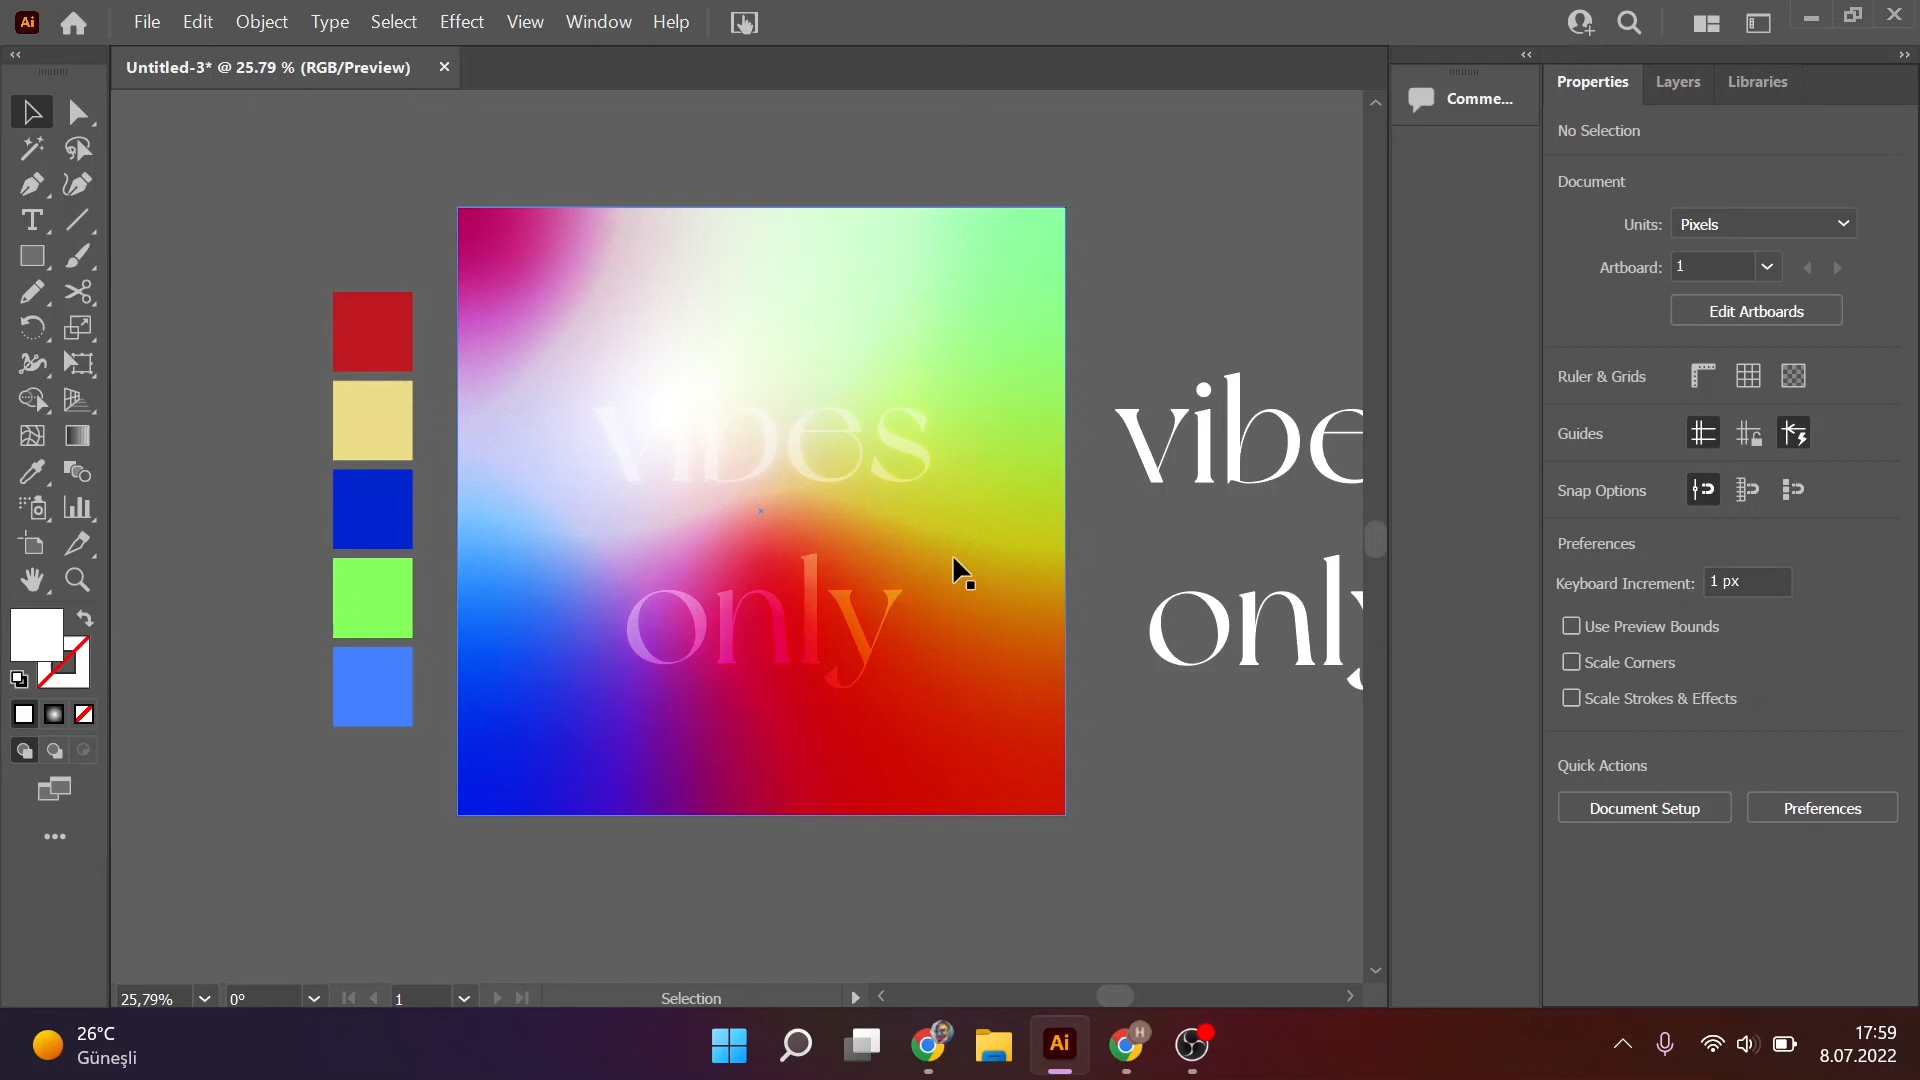 Ai
File Edit Object Type Select Effect View Window Help
Untitled-3* @ 25.79 % (RGB/Preview)
Comme...
Properties Layers Libraries
No Selection
Document
Units: Pixels
Artboard: 1
Edit Artboards
Ruler & Grids
Guides
Snap Options
Preferences
Keyboard Increment: 1 px
Use Preview Bounds
Scale Corners
Scale Strokes & Effects
Quick Actions
Document Setup Preferences
vibes
only
vibe
only
25,79% 0° 1 Selection
26°C
Güneşli
Ai
H
17:59
8.07.2022